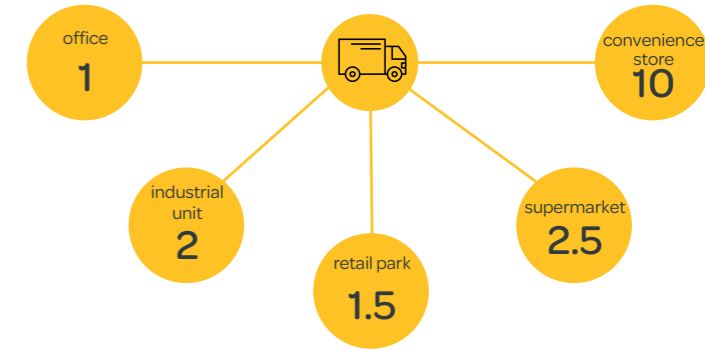 office
1
convenience
store
10
industrial
unit
2
supermarket
2.5
retail park
1.5